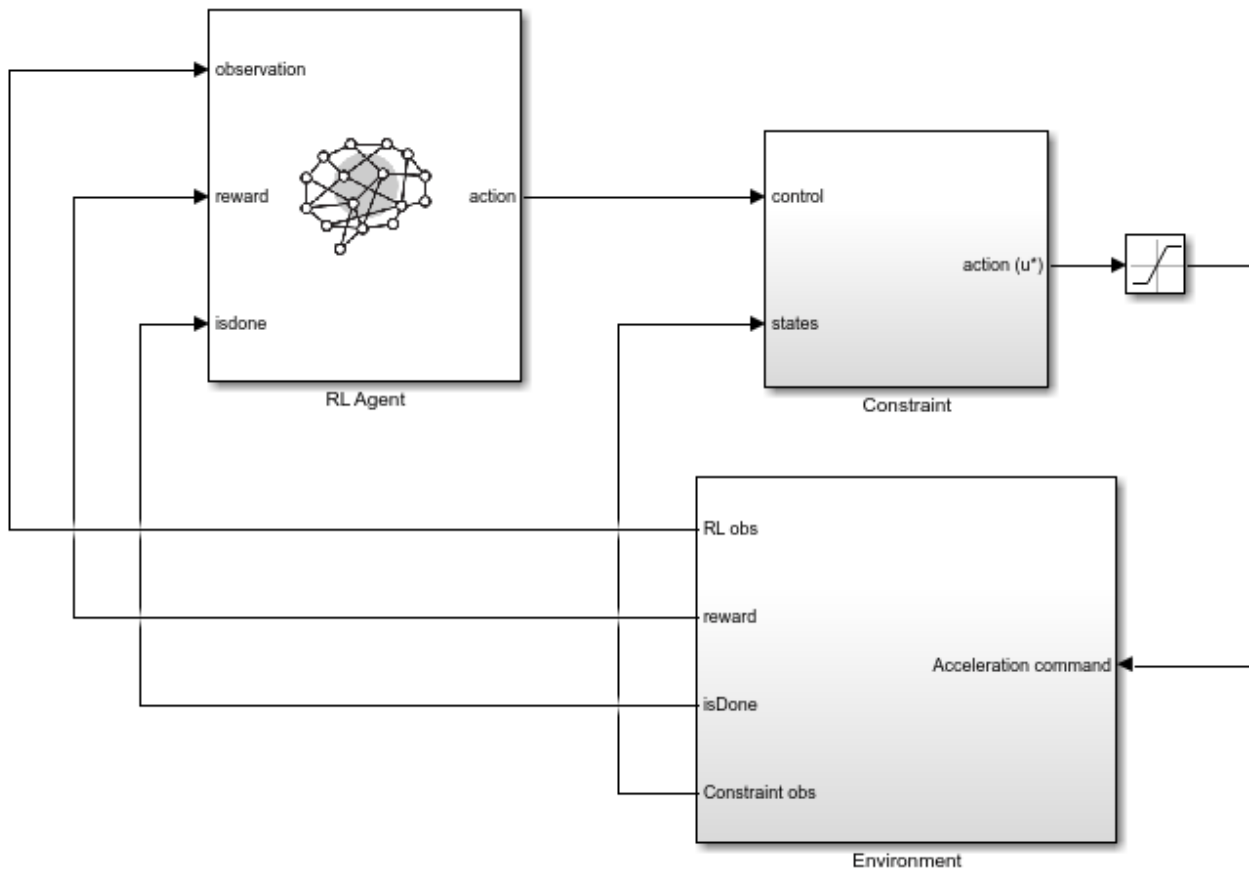 observation
reward
action
isdone
RL Agent
control
action (u*)
states
Constraint
RL obs
reward
Acceleration command
isDone
Constraint obs
Environment